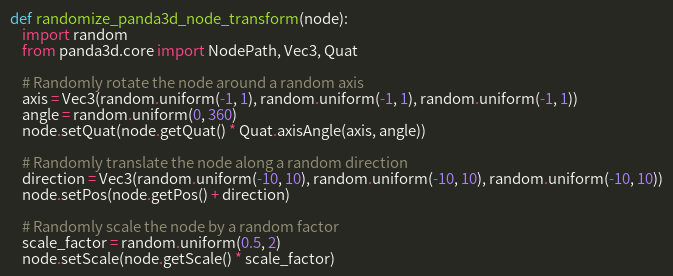 def randomize_panda3d_node_transform(node):
    import random
    from panda3d.core import NodePath, Vec3, Quat
    # Randomly rotate the node around a random axis
    axis = Vec3(random.uniform(-1, 1), random.uniform(-1, 1), random.uniform(-1, 1))
    angle = random.uniform(0, 360)
    node.setQuat(node.getQuat() * Quat.axisAngle(axis, angle))
    # Randomly translate the node along a random direction
    direction = Vec3(random.uniform(-10, 10), random.uniform(-10, 10), random.uniform(-10, 10))
    node.setPos(node.getPos() + direction)
    # Randomly scale the node by a random factor
    scale_factor = random.uniform(0.5, 2)
    node.setScale(node.getScale() * scale_factor)